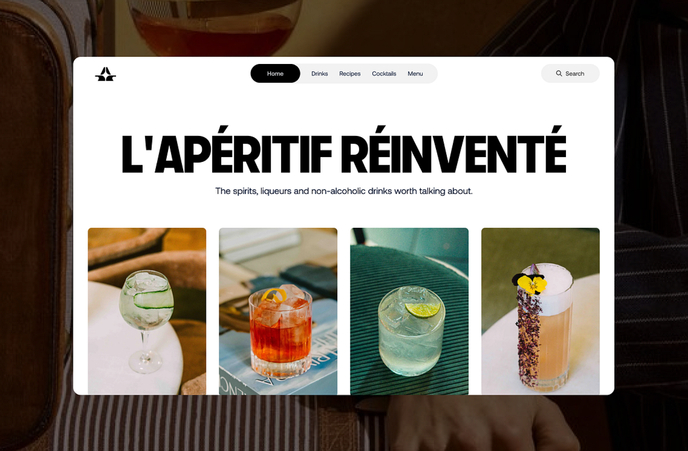 Home
Drinks
Recipes
Cocktails
Menu
Search
L'APÉRITIF RÉINVENTÉ
The spirits, liqueurs and non-alcoholic drinks worth talking about.